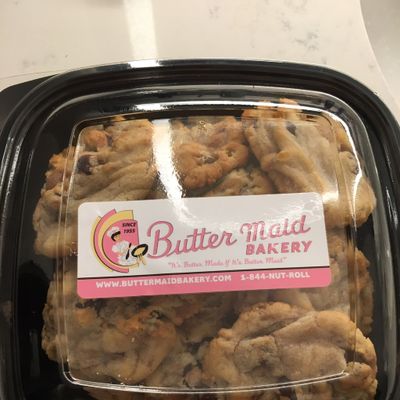 SINCE
1955
Butter Maid
BAKERY
"It's Butter Made If It's Butter Maid"
WWW.BUTTERMAIDBAKERY.COM 1-844-NUT-ROLL